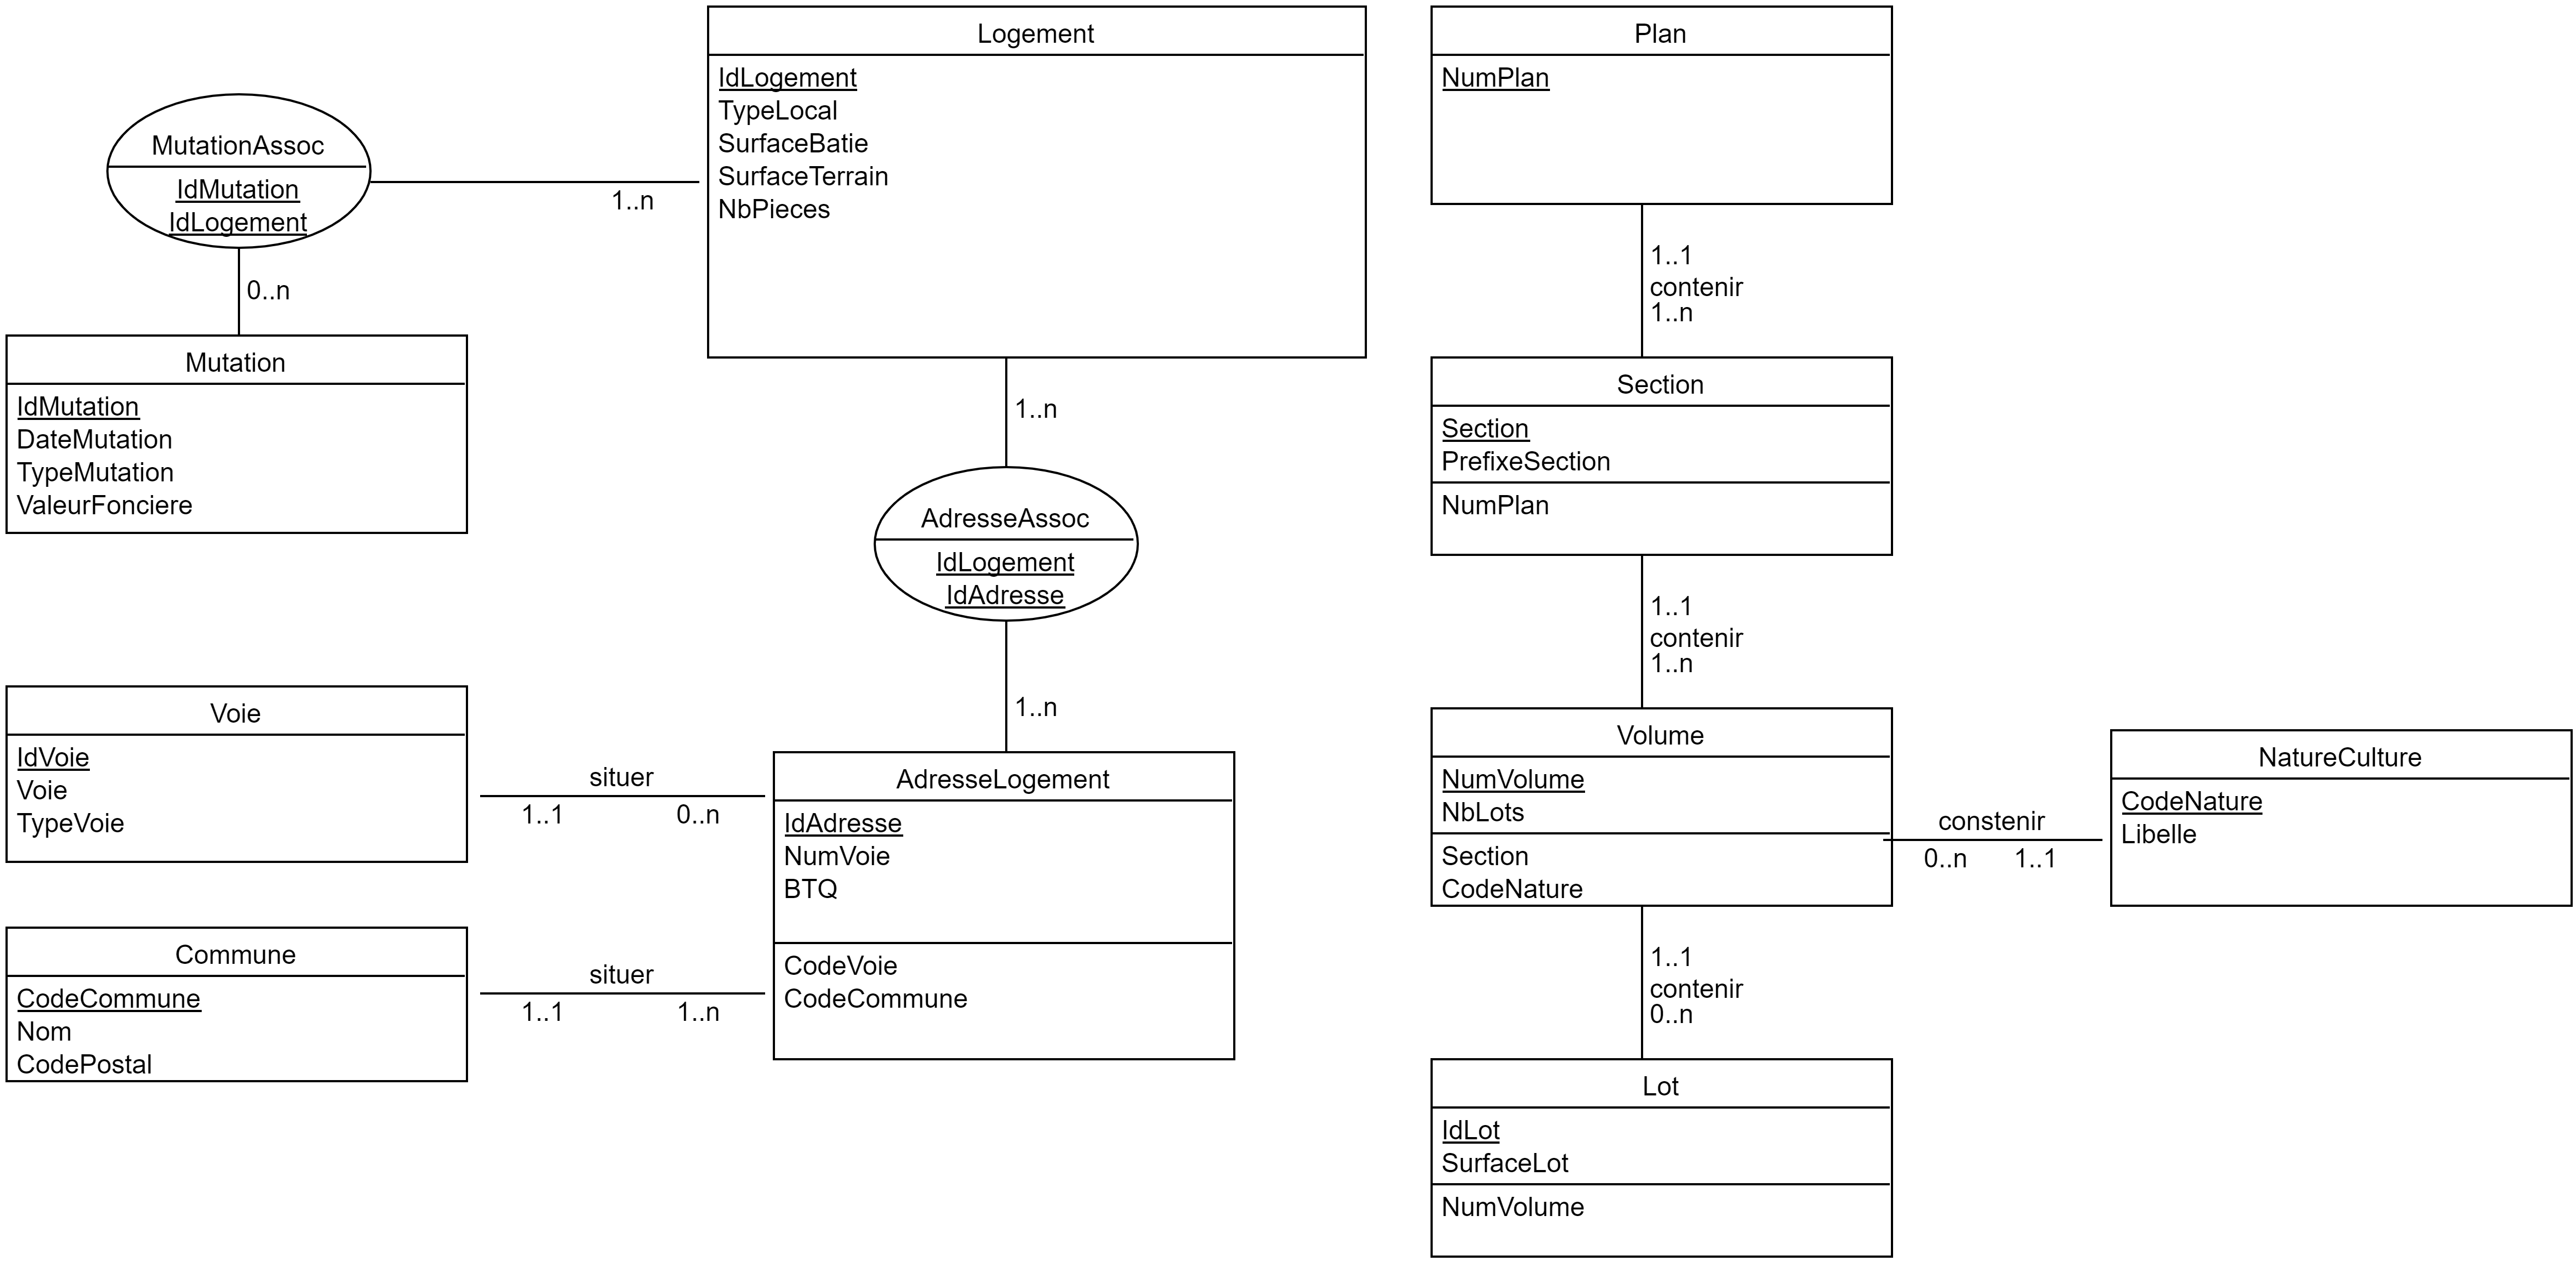 Logement
IdLogement
TypeLocal
SurfaceBatie
SurfaceTerrain
NbPieces
Plan
NumPlan
MutationAssoc
IdMutation
IdLogement
1..n
0..n
1..1
contenir
1..n
Mutation
IdMutation
DateMutation
TypeMutation
ValeurFonciere
Section
Section
PrefixeSection
NumPlan
1..n
AdresseAssoc
IdLogement
IdAdresse
1..n
1..1
contenir
1..n
Voie
IdVoie
Voie
TypeVoie
situer
1..1 0..n
AdresseLogement
IdAdresse
NumVoie
BTQ
CodeVoie
CodeCommune
Volume
NumVolume
NbLots
Section
CodeNature
constenir
0..n 1..1
NatureCulture
CodeNature
Libelle
Commune
CodeCommune
Nom
CodePostal
situer
1..1 1..n
1..1
contenir
0..n
Lot
IdLot
SurfaceLot
NumVolume